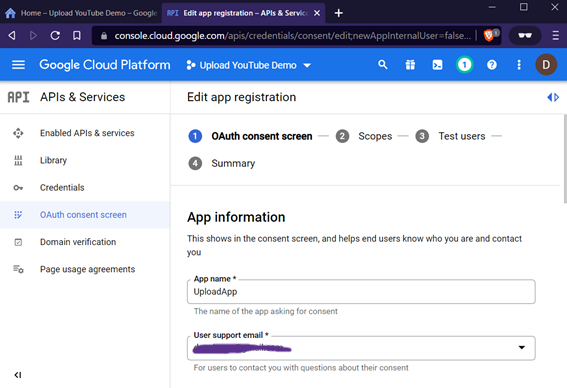 Home – Upload YouTube Demo – Google
API Edit app registration – APIs & Servic
console.cloud.google.com/apis/credentials/consent/edit;newAppInternalUser=false...
1
Google Cloud Platform
Upload YouTube Demo
1
D
API APIs & Services
Edit app registration
Enabled APIs & services
Library
Credentials
OAuth consent screen
Domain verification
Page usage agreements
1 OAuth consent screen — 2 Scopes — 3 Test users —
4 Summary
App information
This shows in the consent screen, and helps end users know who you are and contact
you
App name *
UploadApp
The name of the app asking for consent
User support email *
For users to contact you with questions about their consent